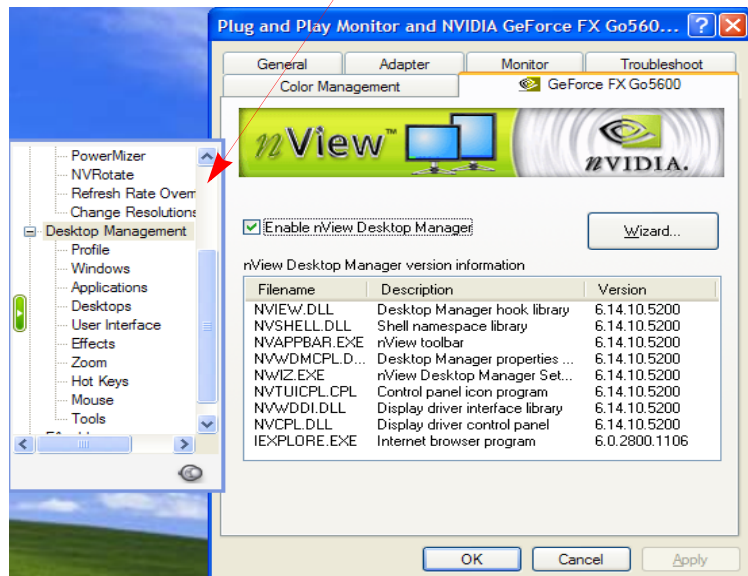 Plug and Play Monitor and NVIDIA GeForce FX Go560...
General Adapter Monitor Troubleshoot
Color Management GeForce FX Go5600
nView™ nVIDIA.
PowerMizer
NVRotate
Refresh Rate Overr
Change Resolutions
Desktop Management
Profile
Windows
Applications
Desktops
User Interface
Effects
Zoom
Hot Keys
Mouse
Tools
Enable nView Desktop Manager
Wizard...
nView Desktop Manager version information
Filename Description Version
NVIEW.DLL Desktop Manager hook library 6.14.10.5200
NVSHELL.DLL Shell namespace library 6.14.10.5200
NVAPPBAR.EXE nView toolbar 6.14.10.5200
NVWDMCPL.D... Desktop Manager properties ... 6.14.10.5200
NWIZ.EXE nView Desktop Manager Set... 6.14.10.5200
NVTUICPL.CPL Control panel icon program 6.14.10.5200
NVWDDI.DLL Display driver interface library 6.14.10.5200
NVCPL.DLL Display driver control panel 6.14.10.5200
IEXPLORE.EXE Internet browser program 6.0.2800.1106
OK Cancel Apply